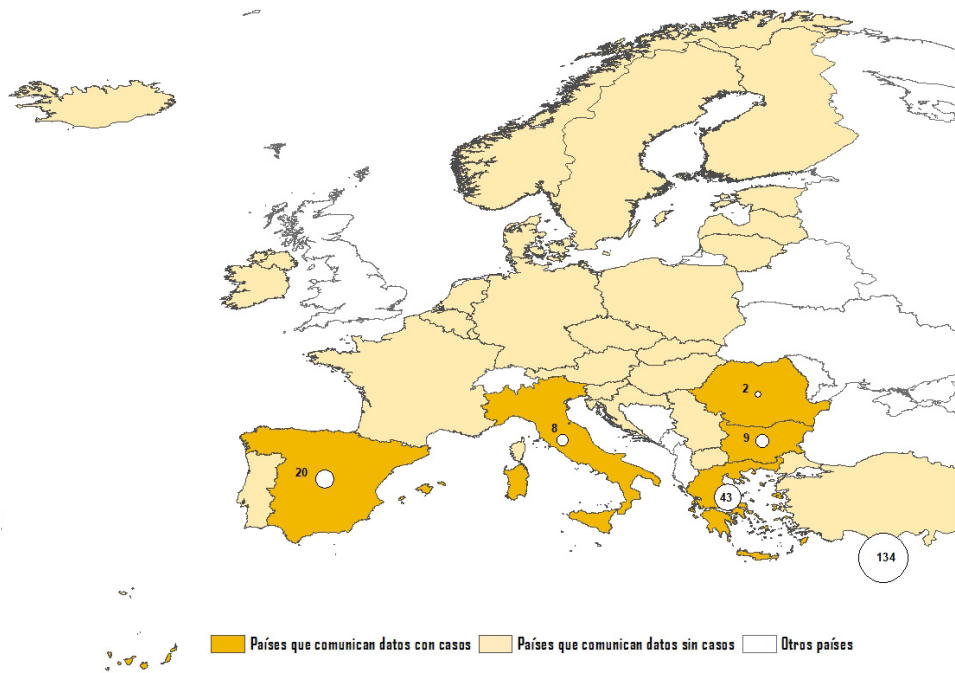 2
8
9
20
43
134
Países que comunican datos con casos
Países que comunican datos sin casos
Otros países